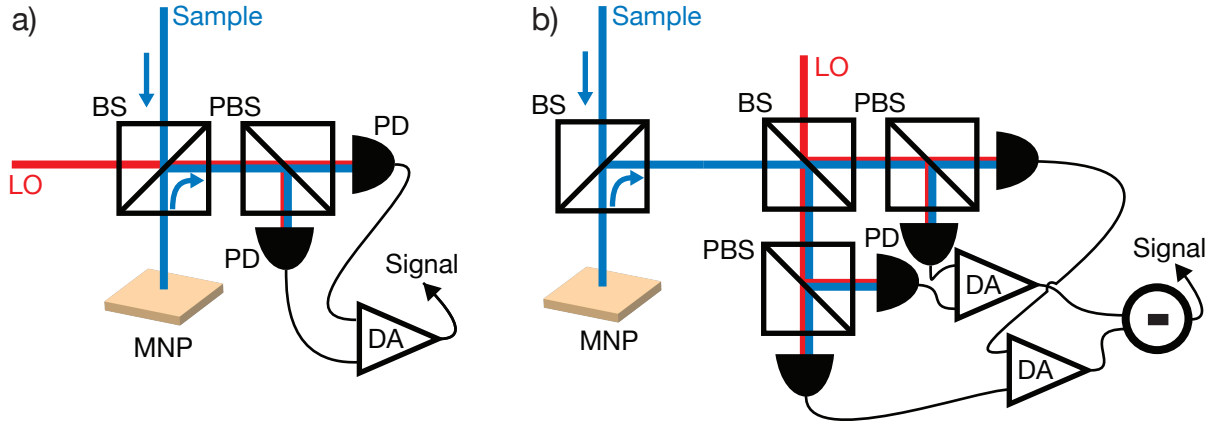 a)
Sample
BS
PBS
PD
LO
PD
Signal
DA
MNP
b)
Sample
LO
BS
BS
PBS
PBS
PD
Signal
DA
DA
MNP